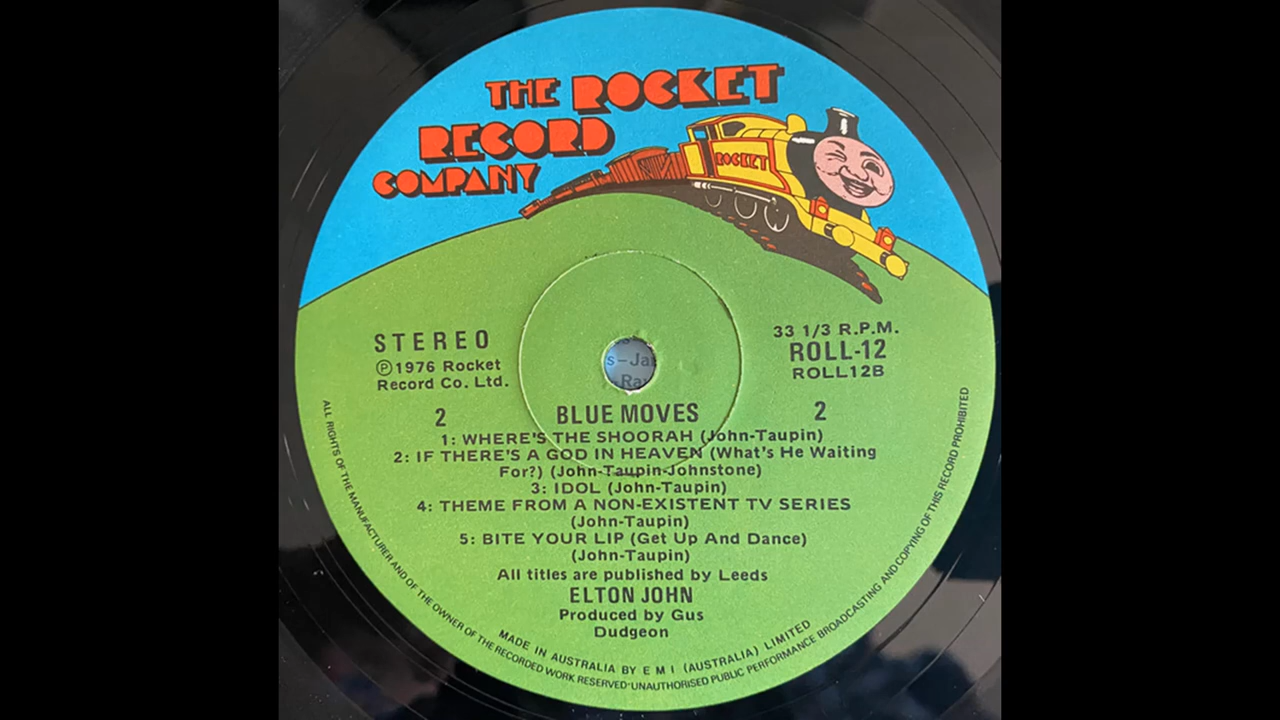 THE ROCKET
RECORD
COMPANY
ROCKET
STEREO
℗1976 Rocket
Record Co. Ltd.
33 1/3 R.P.M.
ROLL-12
ROLL12B
2 BLUE MOVES 2
1: WHERE'S THE SHOORAH (John-Taupin)
2: IF THERE'S A GOD IN HEAVEN (What's He Waiting
For?) (John-Taupin-Johnstone)
3: IDOL (John-Taupin)
4: THEME FROM A NON-EXISTENT TV SERIES
(John-Taupin)
5: BITE YOUR LIP (Get Up And Dance)
(John-Taupin)
All titles are published by Leeds
ELTON JOHN
Produced by Gus
Dudgeon
MADE IN AUSTRALIA BY E M I (AUSTRALIA) LIMITED
ALL RIGHTS OF THE MANUFACTURER AND OF THE OWNER OF THE RECORDED WORK RESERVED·UNAUTHORISED PUBLIC PERFORMANCE BROADCASTING AND COPYING OF THIS RECORD PROHIBITED